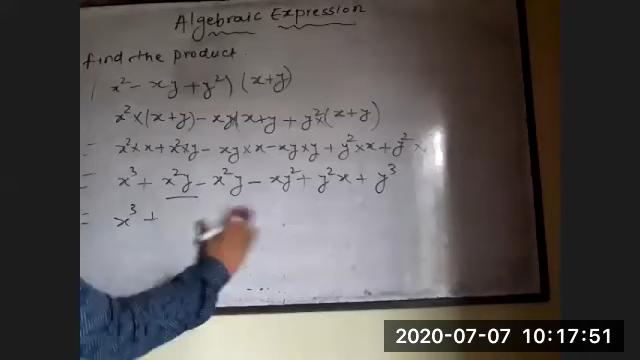 Algebraic Expression
find the product
x² - xy + y²) (x+y)
x² × (x+y) - xy(x+y + y² × (x+y)
= x² × x + x² × y - xy × x - xy × y + y² × x + y² ×
= x³ + x²y - x²y - xy² + y²x + y³
= x³ +
2020-07-07 10:17:51